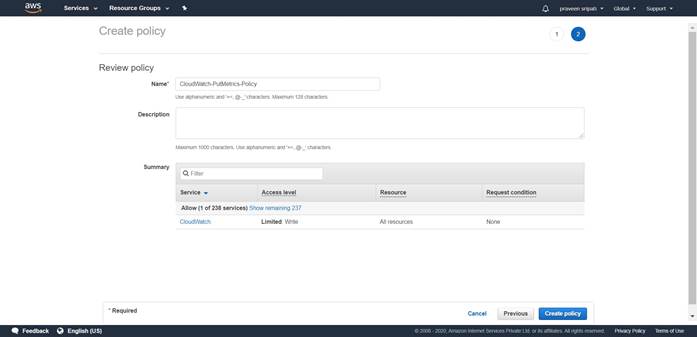 aws Services Resource Groups praveen sripati Global Support
Create policy 1 2
Review policy
Name* CloudWatch-PutMetrics-Policy
Use alphanumeric and '+=,.@-_' characters. Maximum 128 characters.
Description
Maximum 1000 characters. Use alphanumeric and '+=,.@-_' characters.
Summary Filter
Service Access level Resource Request condition
Allow (1 of 238 services) Show remaining 237
CloudWatch Limited: Write All resources None
* Required Cancel Previous Create policy
Feedback English (US) © 2008 - 2020, Amazon Internet Services Private Ltd. or its affiliates. All rights reserved. Privacy Policy Terms of Use